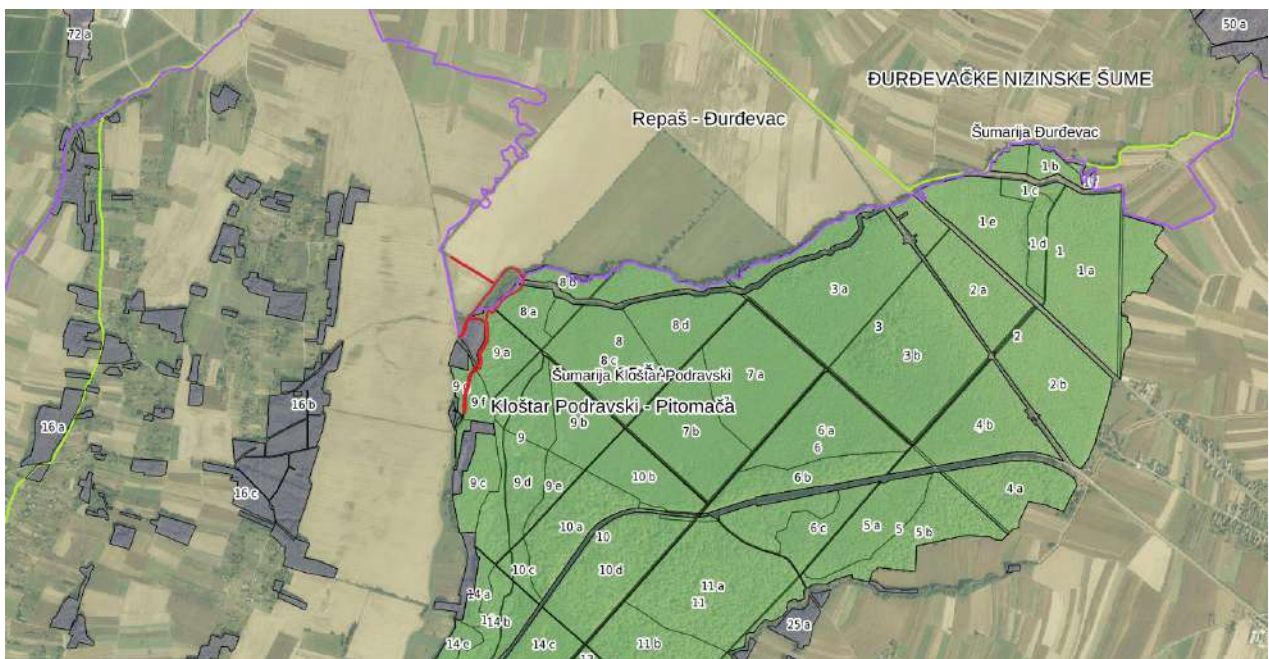 72 a
50 a
ĐURĐEVAČKE NIZINSKE ŠUME
Repaš - Đurđevac
Šumarija Đurđevac
1 b
1 c
1 e
1 d
1
1 a
8 b
3 a
2 a
8 a
8 d
3
2
8
9 a
8 c
3 b
Šumarija Kloštar Podravski
7 a
2 b
16 b
9 f
Kloštar Podravski - Pitomača
16 a
9 b
7 b
6 a
4 b
9
6
10 b
6 b
16 c
9 c
9 d
9 e
4 a
10 a
6 c
5 a
5
5 b
10
10 c
10 d
11 a
14 a
11
14 b
25 a
14 e
14 c
11 b